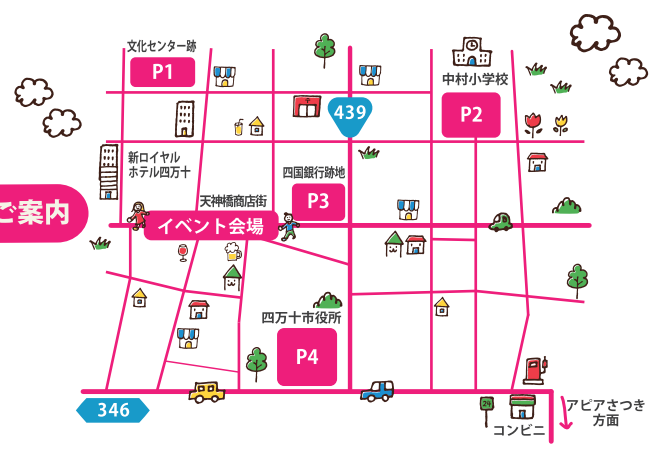 文化センター跡
P1
中村小学校
P2
439
新ロイヤル
ホテル四万十
四国銀行跡地
P3
天神橋商店街
ご案内
イベント会場
四万十市役所
P4
346
24
コンビニ
アピアさつき
方面